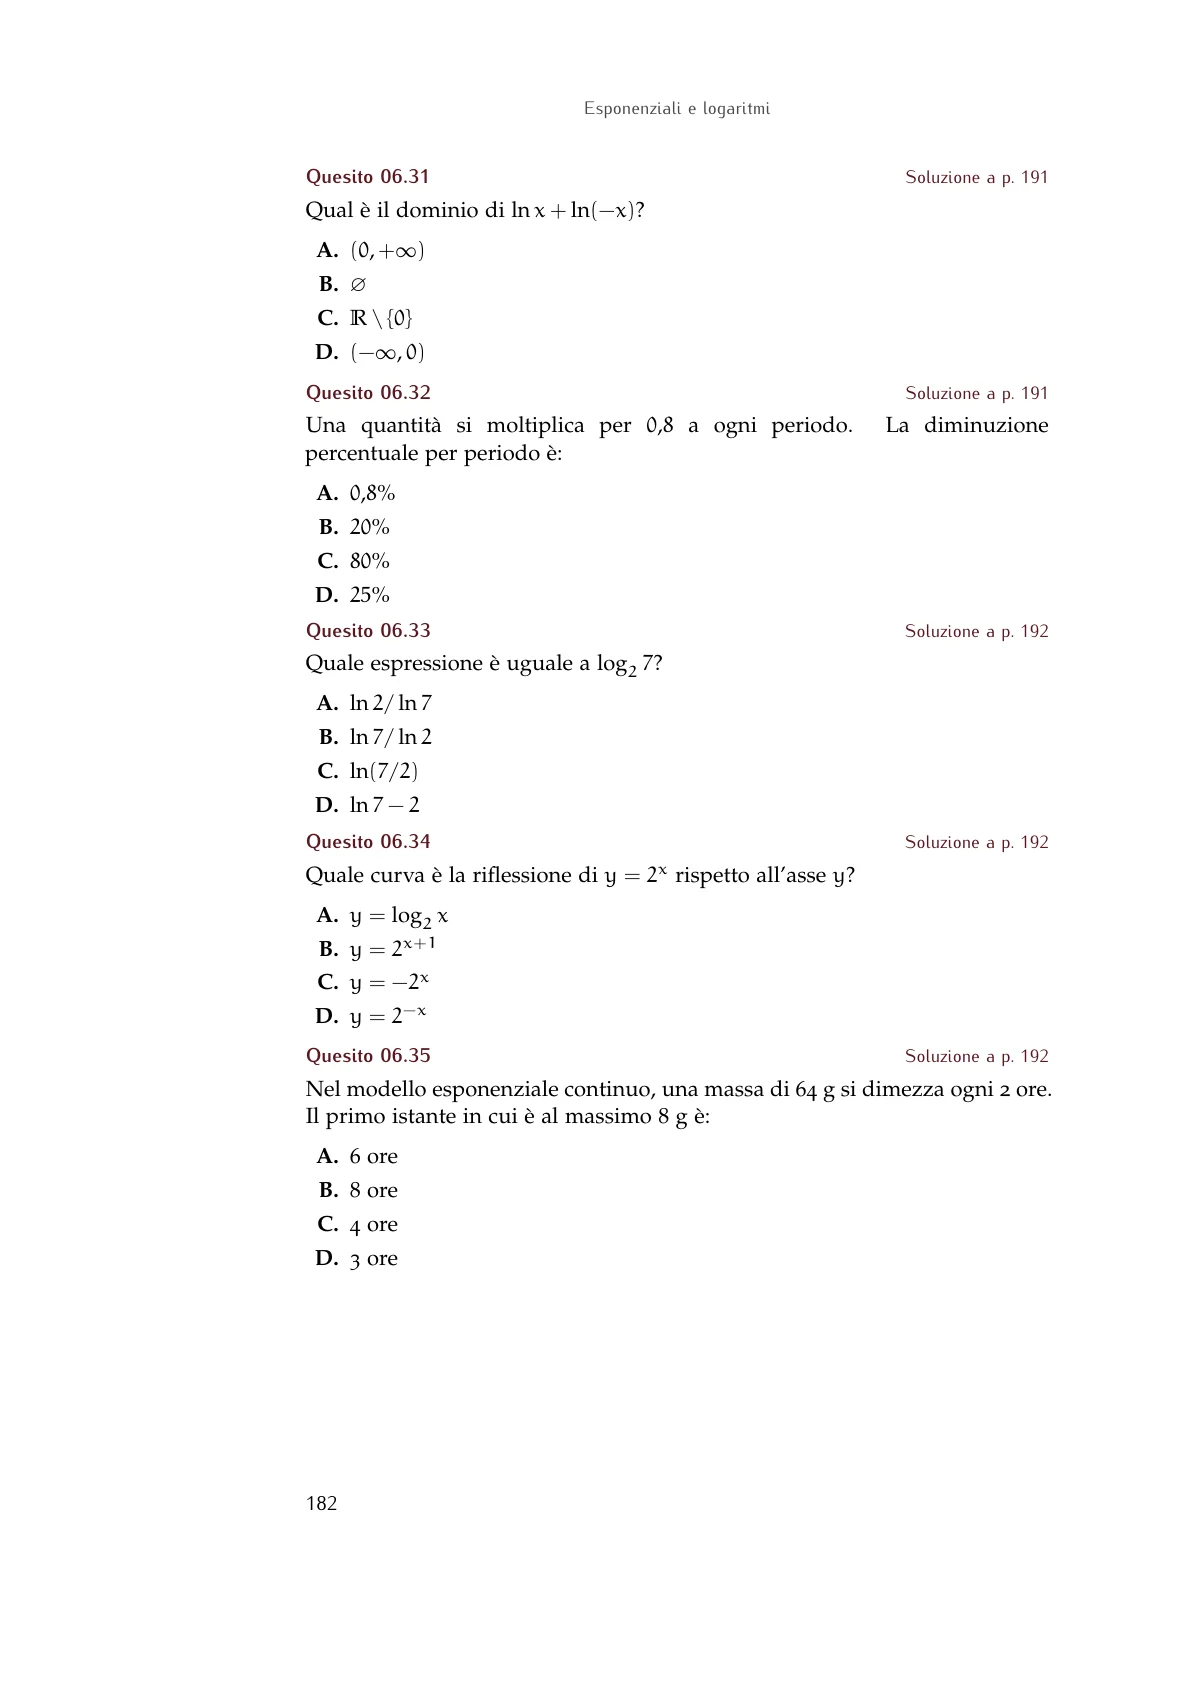 Esponenziali e logaritmi
Quesito 06.31 Soluzione a p. 191
Qual è il dominio di ln x + ln(−x)?
A. (0, +∞)
B. ∅
C. ℝ \ {0}
D. (−∞, 0)
Quesito 06.32 Soluzione a p. 191
Una quantità si moltiplica per 0,8 a ogni periodo. La diminuzione
percentuale per periodo è:
A. 0,8%
B. 20%
C. 80%
D. 25%
Quesito 06.33 Soluzione a p. 192
Quale espressione è uguale a log₂ 7?
A. ln 2/ ln 7
B. ln 7/ ln 2
C. ln(7/2)
D. ln 7 − 2
Quesito 06.34 Soluzione a p. 192
Quale curva è la riflessione di y = 2ˣ rispetto all’asse y?
A. y = log₂ x
B. y = 2ˣ⁺¹
C. y = −2ˣ
D. y = 2⁻ˣ
Quesito 06.35 Soluzione a p. 192
Nel modello esponenziale continuo, una massa di 64 g si dimezza ogni 2 ore.
Il primo istante in cui è al massimo 8 g è:
A. 6 ore
B. 8 ore
C. 4 ore
D. 3 ore
182